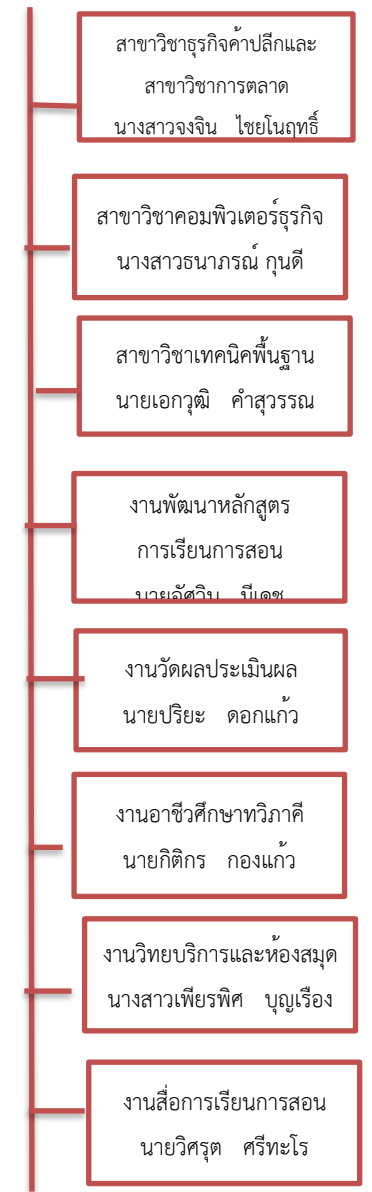 สาขาวิชาธุรกิจค้าปลีกและ
สาขาวิชาการตลาด
นางสาวจงจิน ไชยโนฤทธิ์
สาขาวิชาคอมพิวเตอร์ธุรกิจ
นางสาวธนาภรณ์ กุนดี
สาขาวิชาเทคนิคพื้นฐาน
นายเอกวุฒิ คำสุวรรณ
งานพัฒนาหลักสูตร
การเรียนการสอน
นายอัศวิน มีเดช
งานวัดผลประเมินผล
นายปริยะ ดอกแก้ว
งานอาชีวศึกษาทวิภาคี
นายกิติกร กองแก้ว
งานวิทยบริการและห้องสมุด
นางสาวเพียรพิศ บุญเรือง
งานสื่อการเรียนการสอน
นายวิศรุต ศรีทะโร